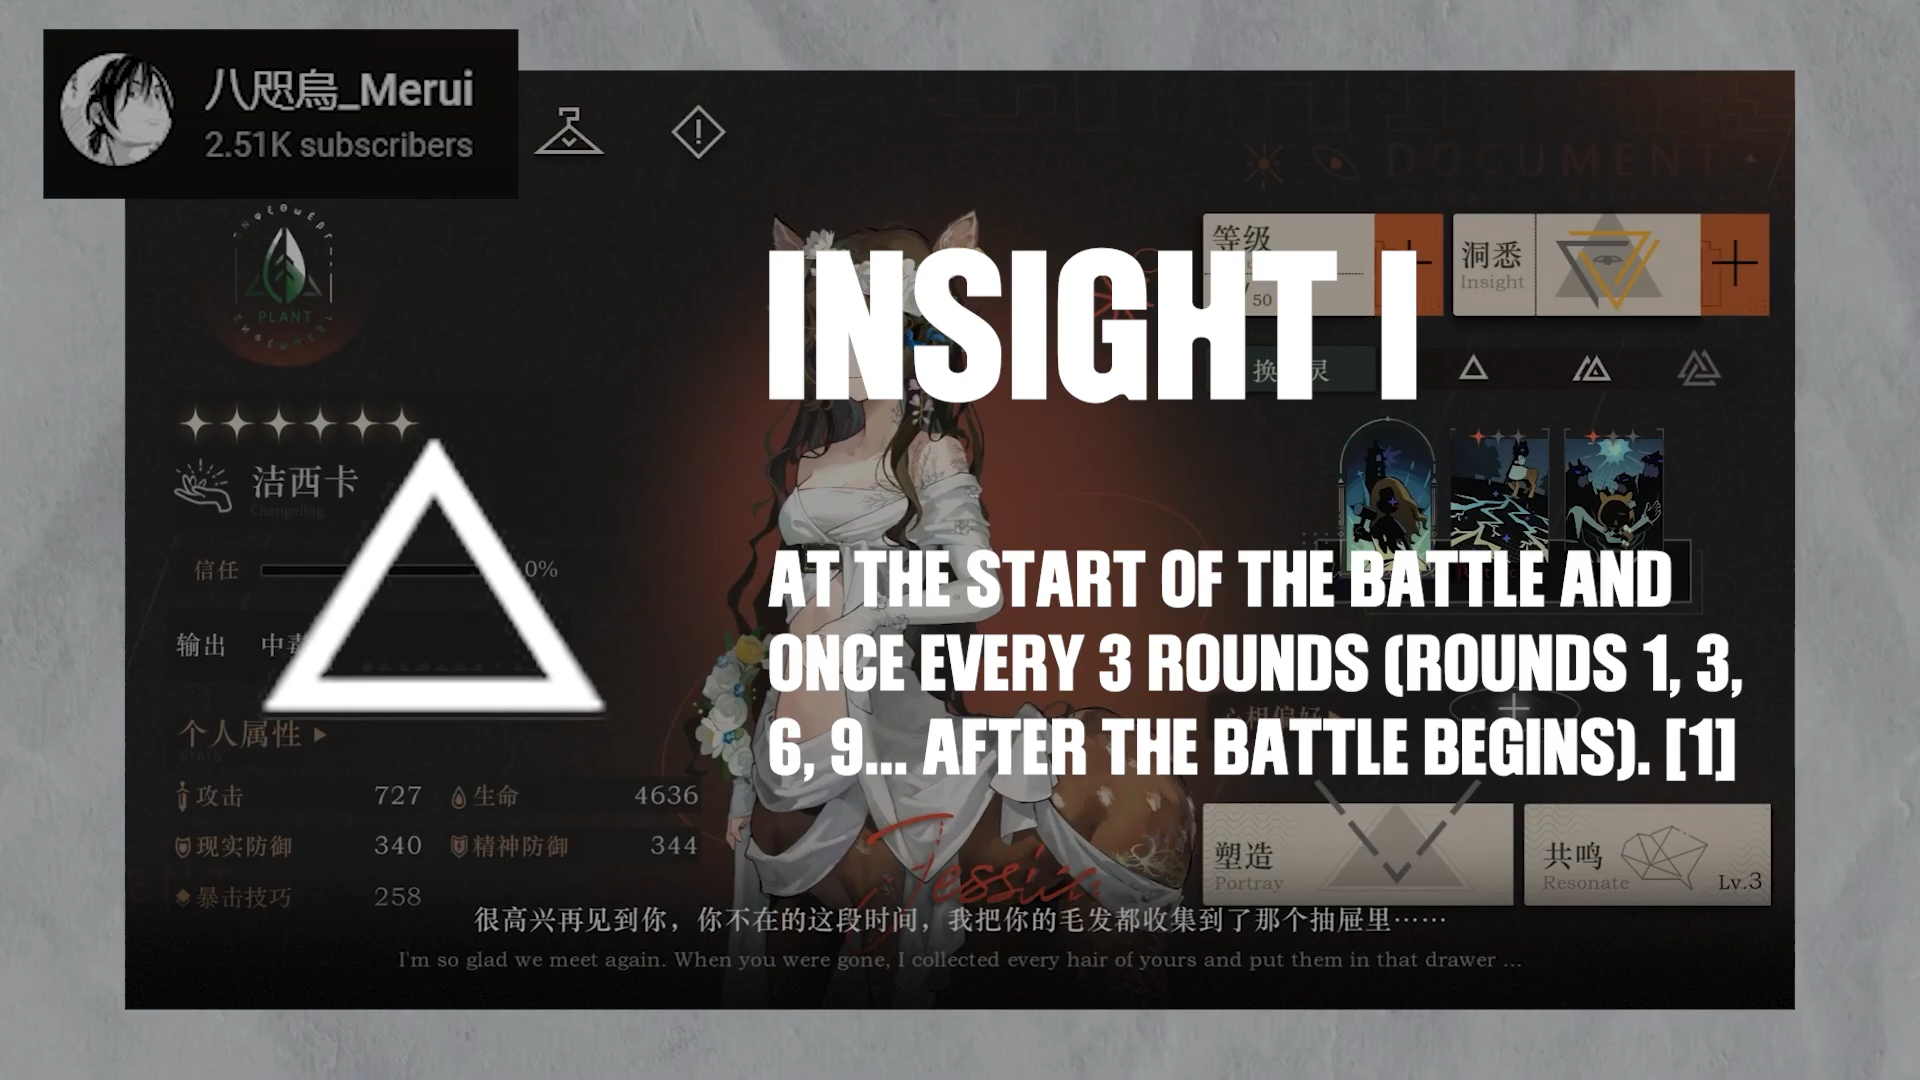 八咫烏_Merui
2.51K subscribers
DOCUMENT
PLANT
等级
50
洞悉
Insight
INSIGHT I
洁西卡
Changeling
信任
0%
输出
AT THE START OF THE BATTLE AND
ONCE EVERY 3 ROUNDS (ROUNDS 1, 3,
6, 9... AFTER THE BATTLE BEGINS). [1]
个人属性
STATS
攻击 727
生命 4636
现实防御 340
精神防御 344
暴击技巧 258
Jessica
塑造
Portray
共鸣
Resonate
Lv.3
很高兴再见到你，你不在的这段时间，我把你的毛发都收集到了那个抽屉里……
I'm so glad we meet again. When you were gone, I collected every hair of yours and put them in that drawer ...